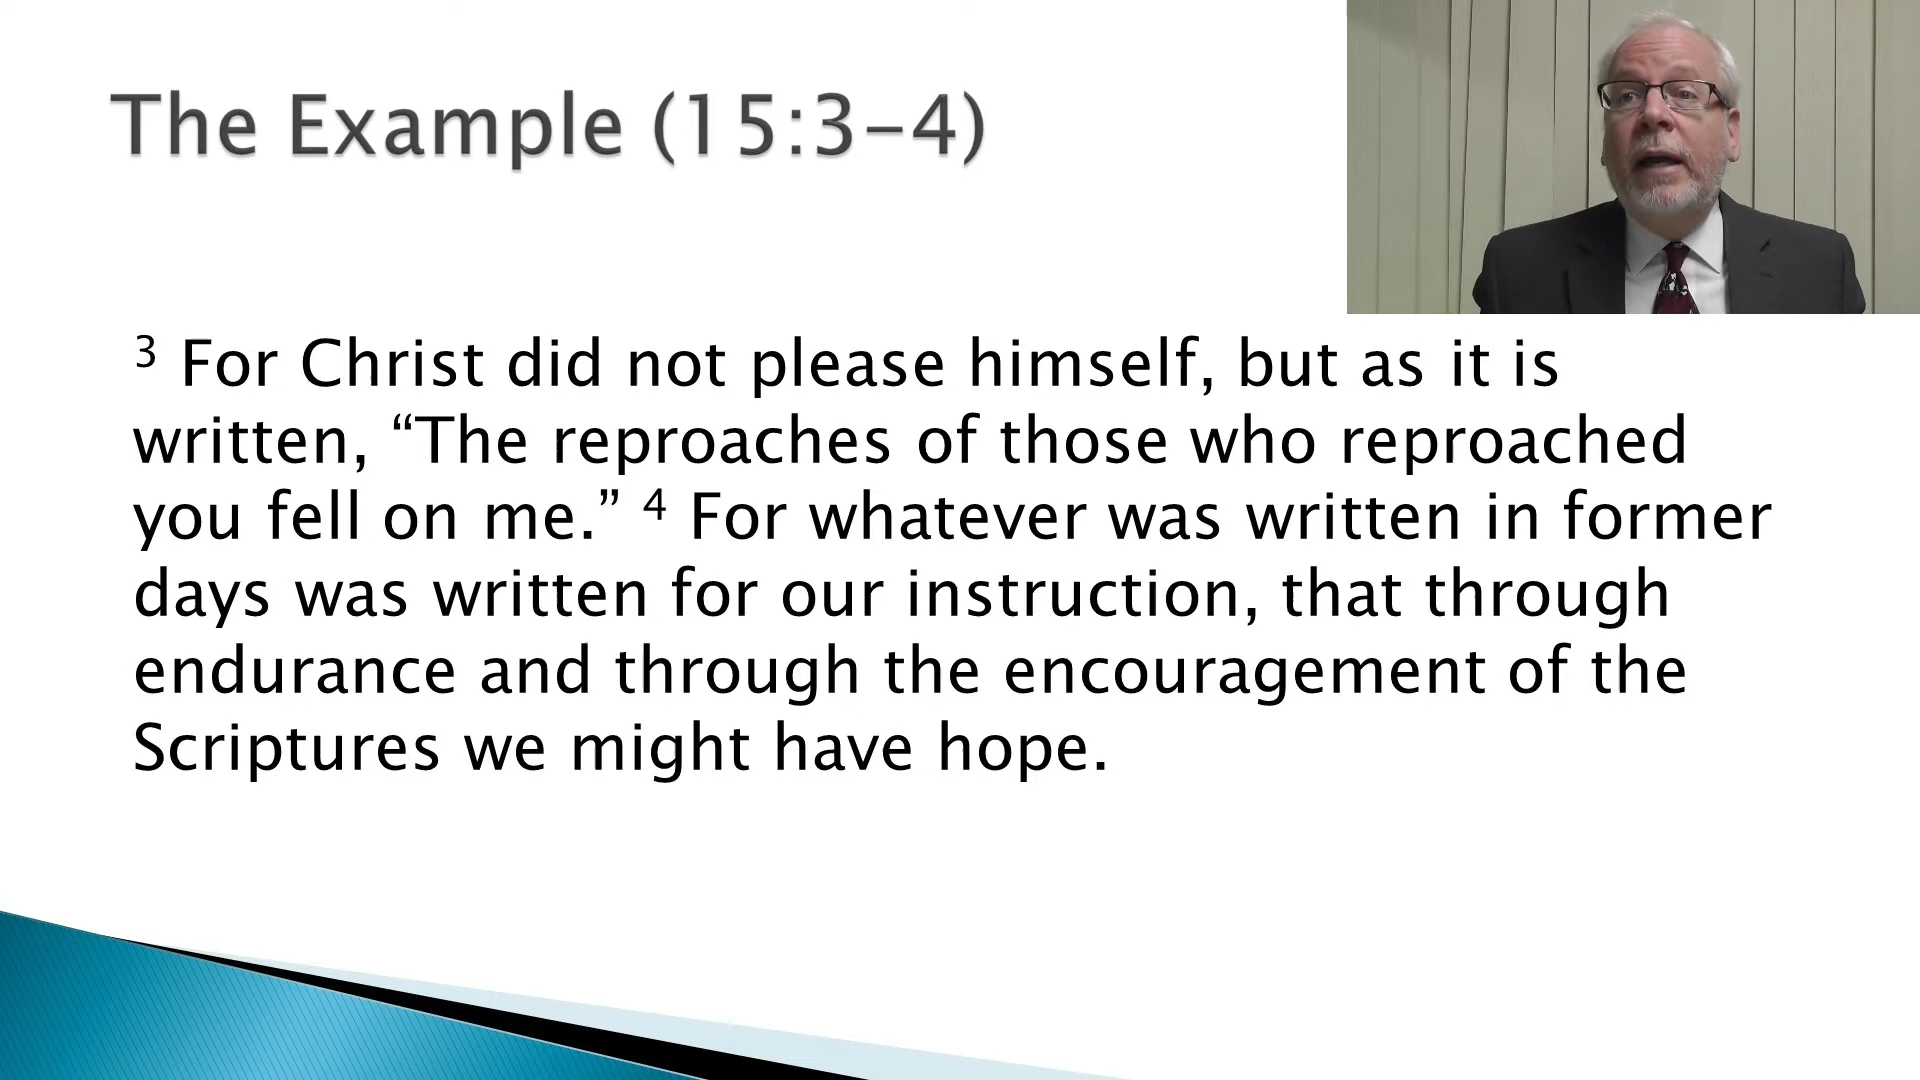 The Example (15:3-4)
3 For Christ did not please himself, but as it is
written, “The reproaches of those who reproached
you fell on me.” 4 For whatever was written in former
days was written for our instruction, that through
endurance and through the encouragement of the
Scriptures we might have hope.